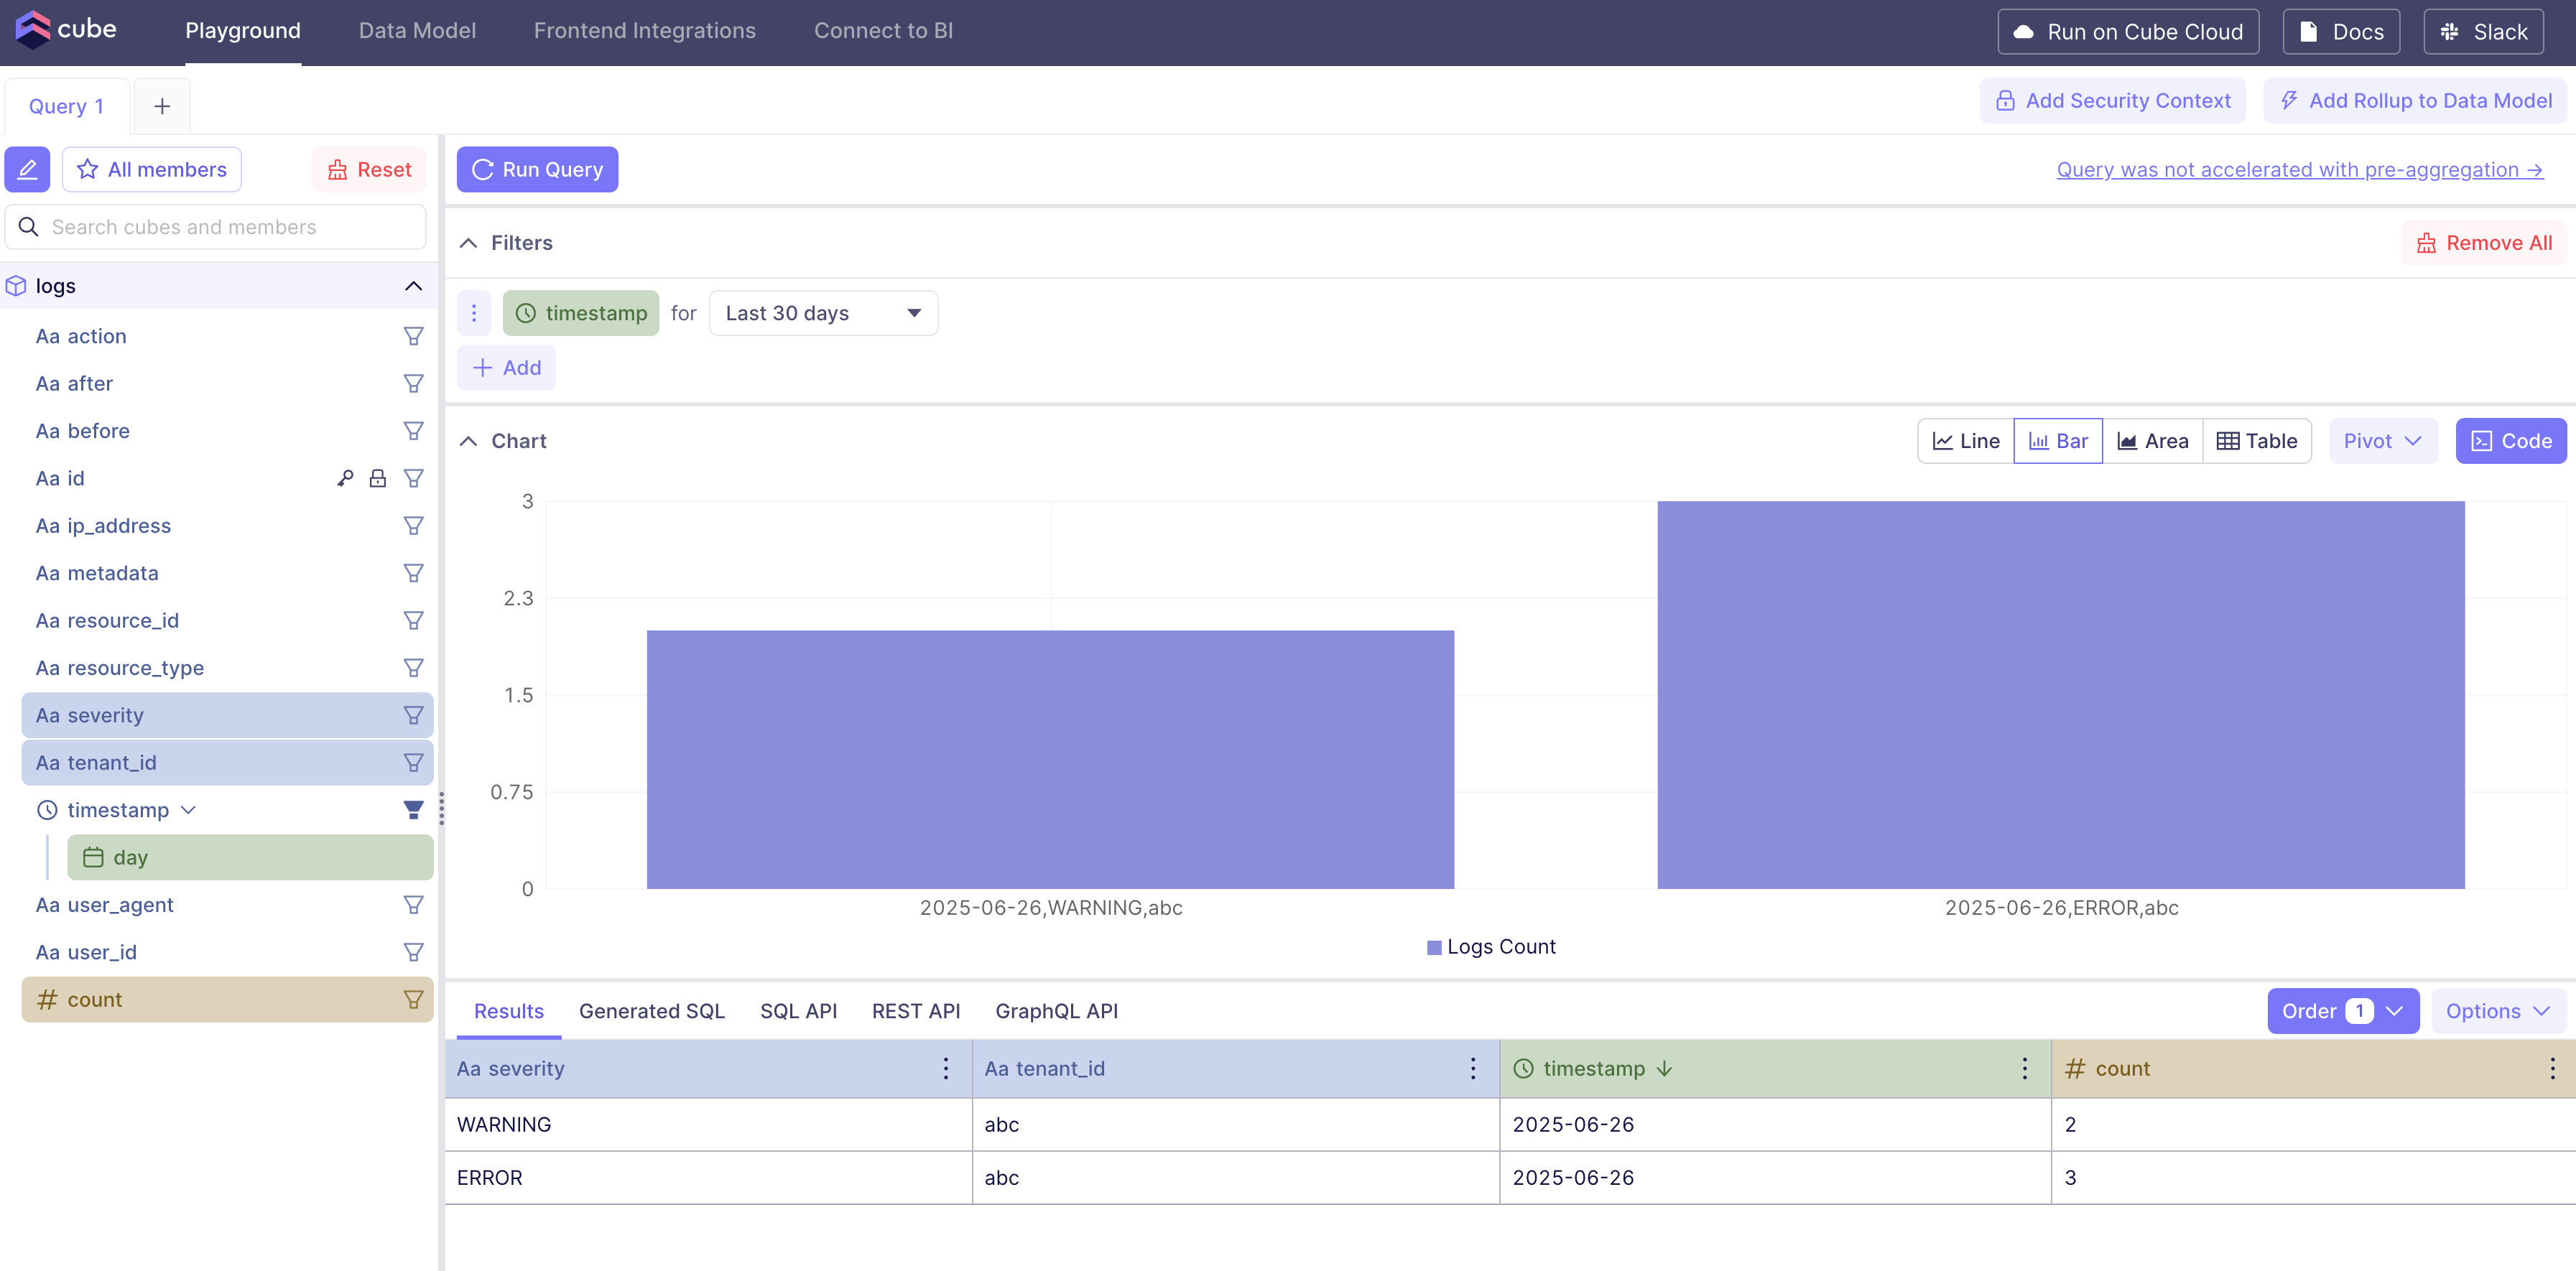 cube Playground Data Model Frontend Integrations Connect to BI Run on Cube Cloud Docs Slack
Query 1 + Add Security Context Add Rollup to Data Model
All members Reset
Search cubes and members
logs
Aa action
Aa after
Aa before
Aa id
Aa ip_address
Aa metadata
Aa resource_id
Aa resource_type
Aa severity
Aa tenant_id
timestamp
day
Aa user_agent
Aa user_id
# count
Run Query Query was not accelerated with pre-aggregation →
Filters Remove All
timestamp for Last 30 days
+ Add
Chart Line Bar Area Table Pivot Code
3
2.3
1.5
0.75
0
2025-06-26,WARNING,abc 2025-06-26,ERROR,abc
Logs Count
Results Generated SQL SQL API REST API GraphQL API Order 1 Options
Aa severity Aa tenant_id timestamp ↓ # count
WARNING abc 2025-06-26 2
ERROR abc 2025-06-26 3